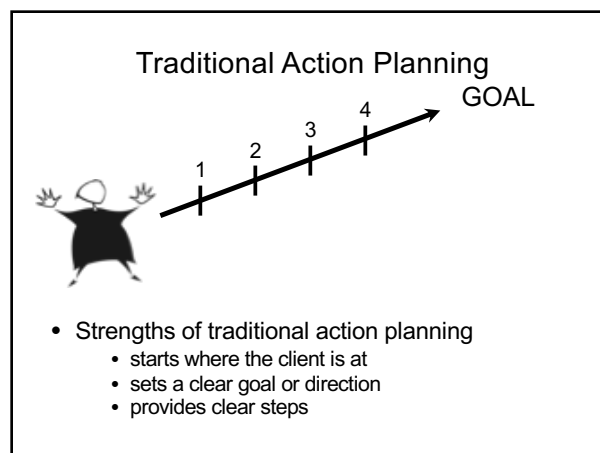 Traditional Action Planning
GOAL
4
3
2
1
• Strengths of traditional action planning
• starts where the client is at
• sets a clear goal or direction
• provides clear steps